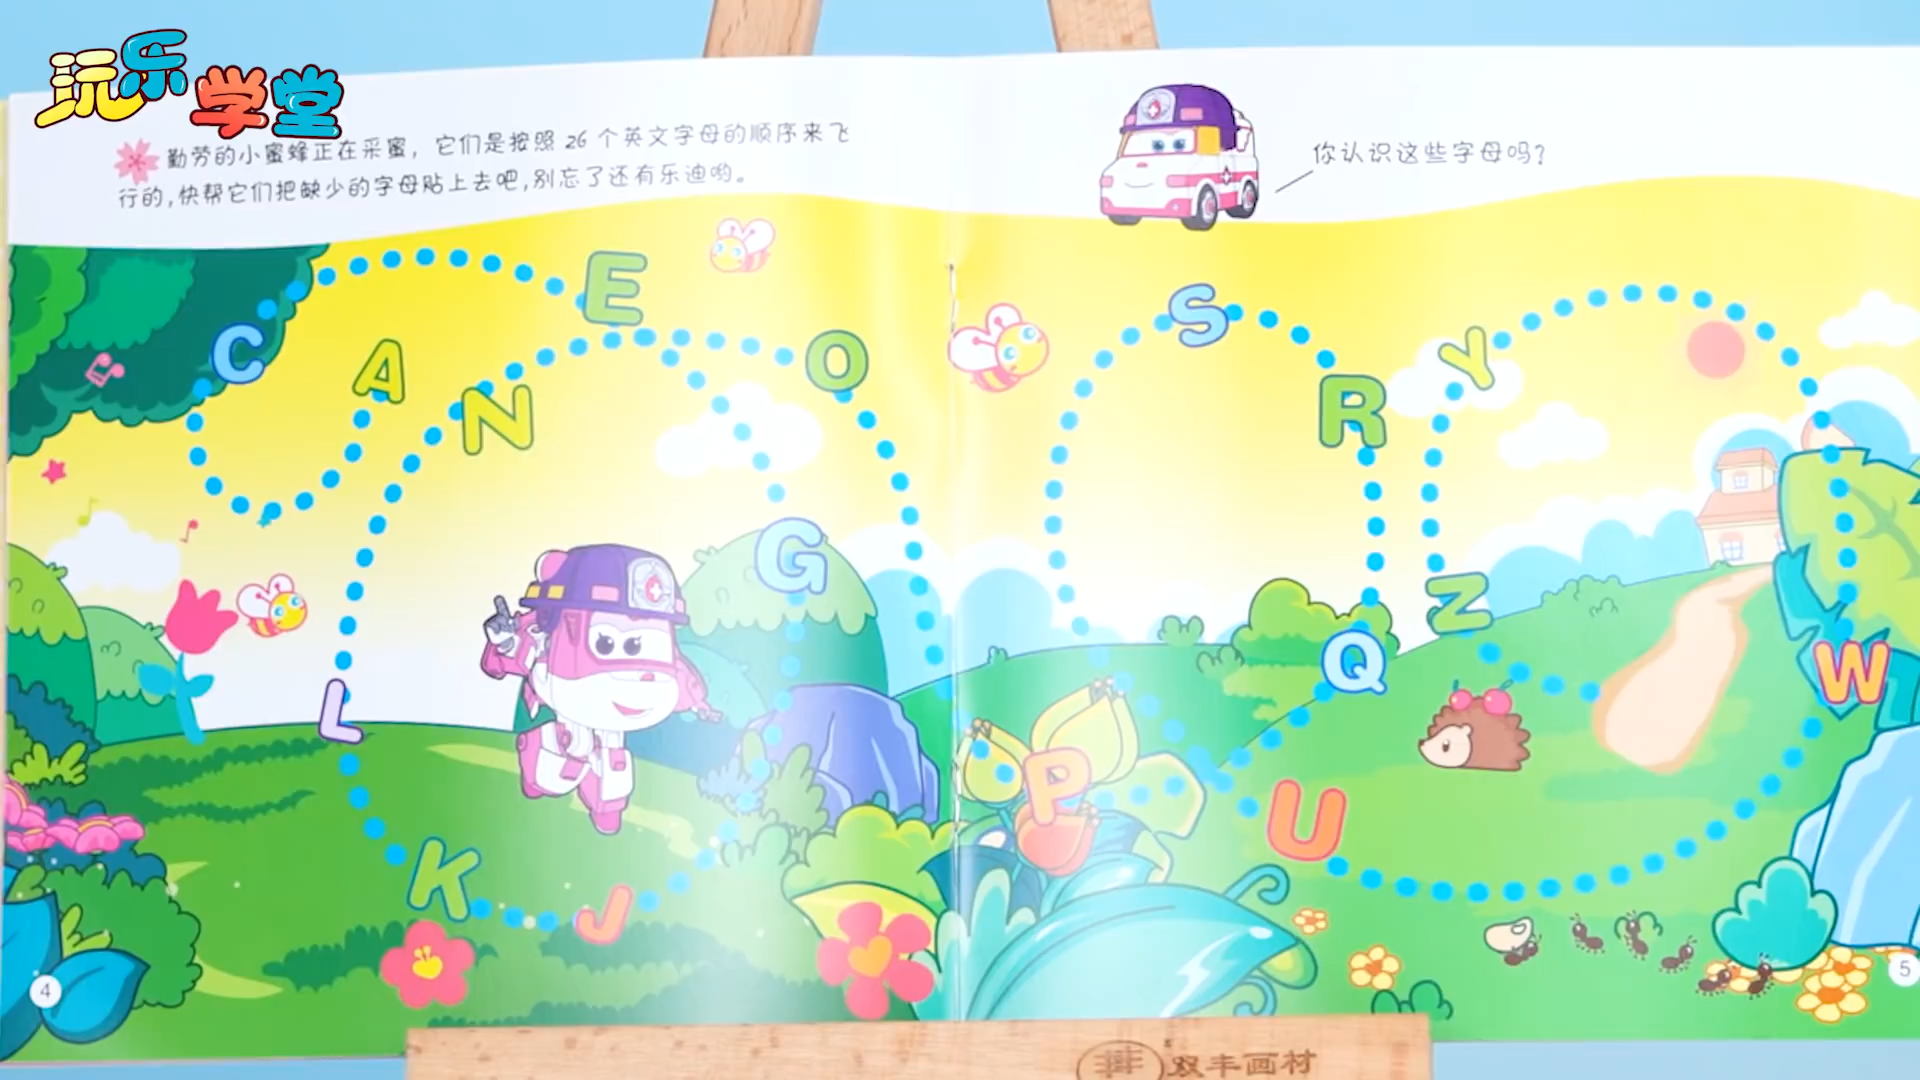 玩乐学堂
勤劳的小蜜蜂正在采蜜，它们是按照 26 个英文字母的顺序来飞
行的，快帮它们把缺少的字母贴上去吧，别忘了还有乐迪哟。
你认识这些字母吗？
E
S
C
A
O
Y
N
R
G
Z
L
Q
W
P
U
K
J
4
5
双丰画材